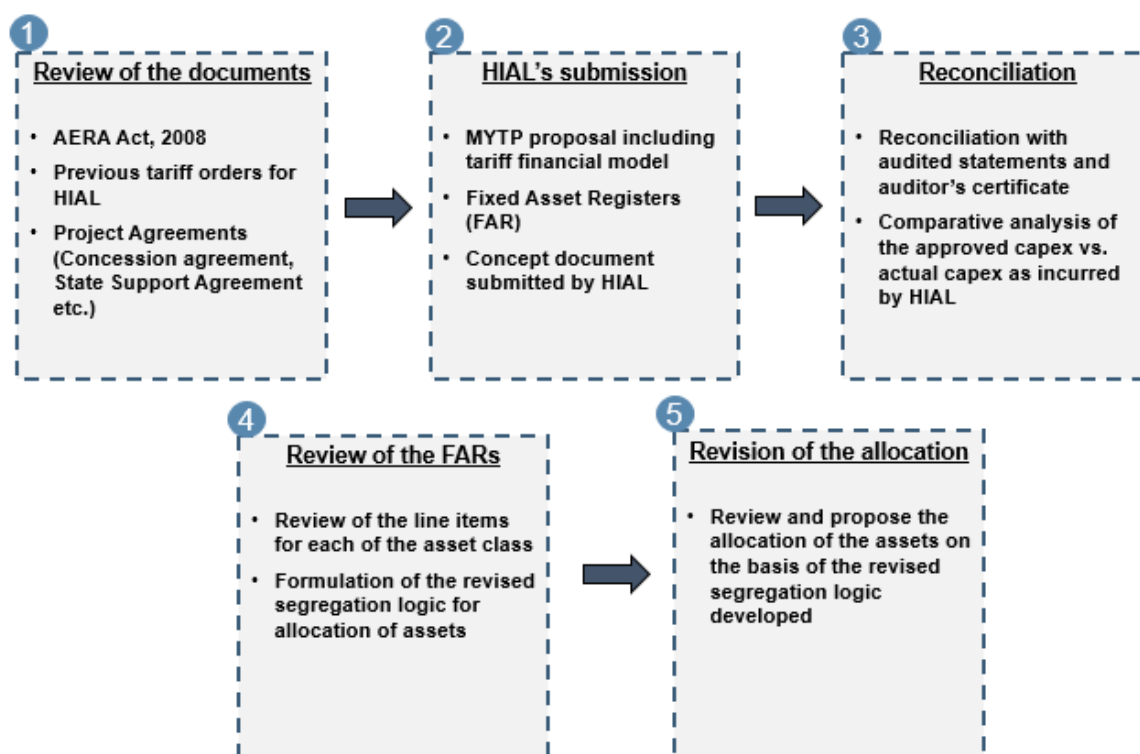 1
Review of the documents
• AERA Act, 2008
• Previous tariff orders for
HIAL
• Project Agreements
(Concession agreement,
State Support Agreement
etc.)
2
HIAL's submission
• MYTP proposal including
tariff financial model
• Fixed Asset Registers
(FAR)
• Concept document
submitted by HIAL
3
Reconciliation
• Reconciliation with
audited statements and
auditor's certificate
• Comparative analysis of
the approved capex vs.
actual capex as incurred
by HIAL
4
Review of the FARs
• Review of the line items
for each of the asset class
• Formulation of the revised
segregation logic for
allocation of assets
5
Revision of the allocation
• Review and propose the
allocation of the assets on
the basis of the revised
segregation logic
developed